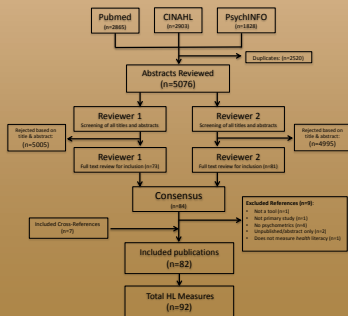 Pubmed
(n=2865)
CINAHL
(n=2903)
PsychINFO
(n=1828)
Duplicates: (n=2520)
Abstracts Reviewed
(n=5076)
Reviewer 1
Screening of all titles and abstracts
Reviewer 2
Screening of all titles and abstracts
Rejected based on
title & abstract:
(n=5005)
Rejected based on
title & abstract:
(n=4995)
Reviewer 1
Full text review for inclusion (n=73)
Reviewer 2
Full text review for inclusion (n=81)
Consensus
(n=84)
Included Cross-References
(n=7)
Excluded References (n=9):
• Not a tool (n=1)
• Not primary study (n=1)
• No psychometrics (n=4)
• Unpublished/abstract only (n=2)
• Does not measure health literacy (n=1)
Included publications
(n=82)
Total HL Measures
(n=92)